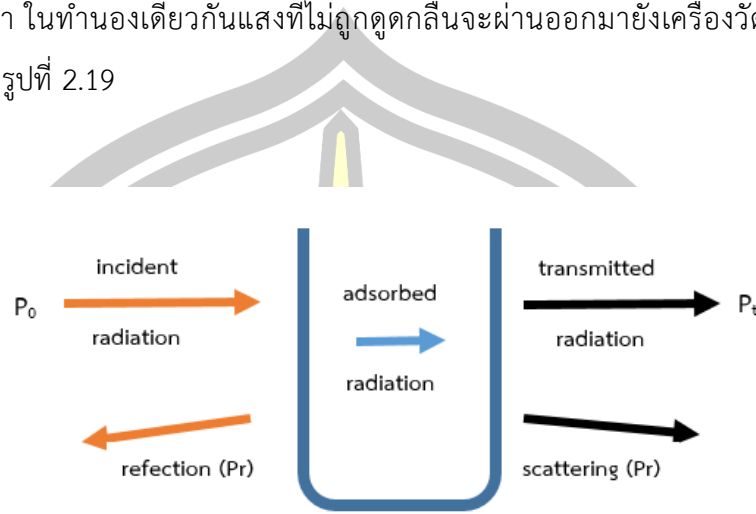 า ในทำนองเดียวกันแสงที่ไม่ถูกดูดกลืนจะผ่านออกมายังเครื่องวัด
รูปที่ 2.19
incident
transmitted
adsorbed
P₀
Pt
radiation
radiation
radiation
refection (Pr)
scattering (Pr)